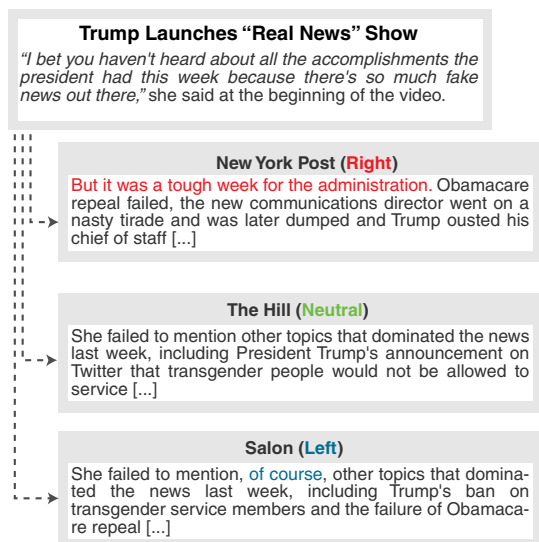 Trump Launches “Real News” Show
“I bet you haven't heard about all the accomplishments the
president had this week because there's so much fake
news out there,” she said at the beginning of the video.
New York Post (Right)
But it was a tough week for the administration. Obamacare
repeal failed, the new communications director went on a
nasty tirade and was later dumped and Trump ousted his
chief of staff [...]
The Hill (Neutral)
She failed to mention other topics that dominated the news
last week, including President Trump's announcement on
Twitter that transgender people would not be allowed to
service [...]
Salon (Left)
She failed to mention, of course, other topics that domina-
ted the news last week, including Trump's ban on
transgender service members and the failure of Obamaca-
re repeal [...]